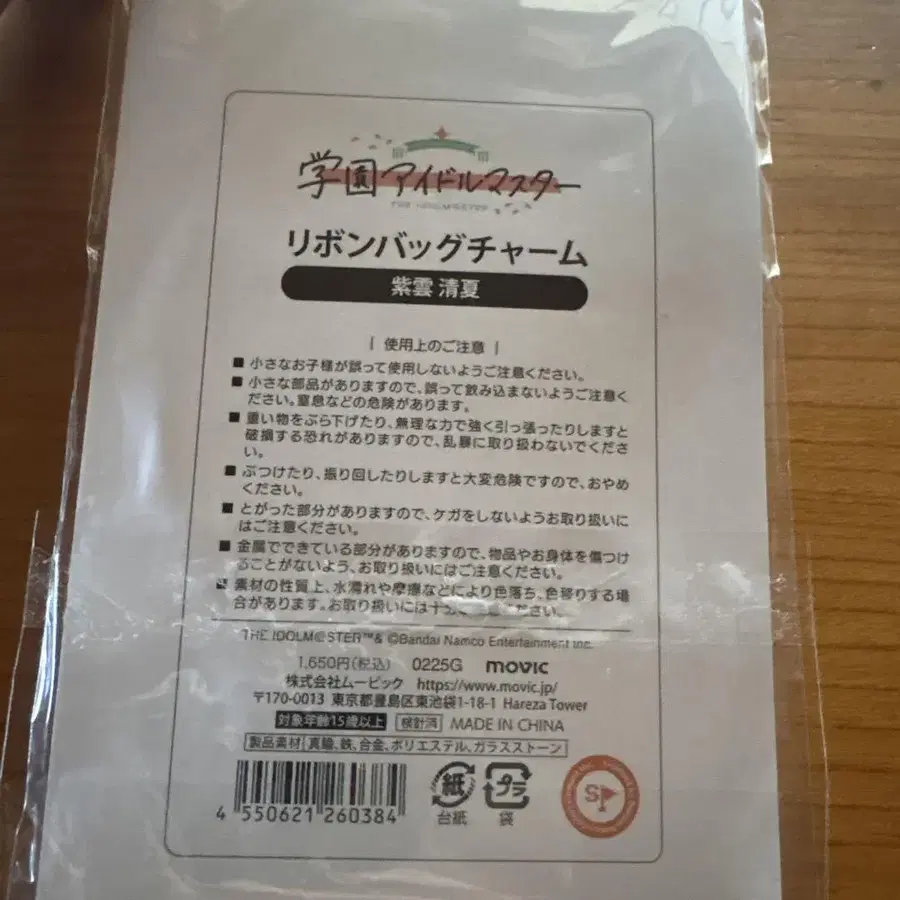 学園アイドルマスター
THE IDOLM@STER
リボンバッグチャーム
紫雲 清夏
使用上のご注意
■ 小さなお子様が誤って使用しないようご注意ください。
■ 小さな部品がありますので、誤って飲み込まないようご注意く
ださい。窒息などの危険があります。
■ 重い物をぶら下げたり、無理な力で強く引っ張ったりしますと
破損する恐れがありますので、乱暴に取り扱わないでくださ
い。
■ ぶつけたり、振り回したりしますと大変危険ですので、おやめ
ください。
■ とがった部分がありますので、ケガをしないようお取り扱いに
はご注意ください。
■ 金属でできている部分がありますので、物品やお身体を傷つけ
ることがないよう、お取り扱いにはご注意ください。
■ 素材の性質上、水濡れや摩擦などにより色落ち、色移りする場
合があります。お取り扱いには十分ご注意ください。
THE IDOLM@STER™& ©Bandai Namco Entertainment Inc.
1,650円(税込) 0225G movic
株式会社ムービック https://www.movic.jp/
〒170-0013 東京都豊島区東池袋1-18-1 Hareza Tower
対象年齢15歳以上 検針済 MADE IN CHINA
製品素材 真鍮、鉄、合金、ポリエステル、ガラスストーン
4 550621 260384
紙 プラ
台紙 袋